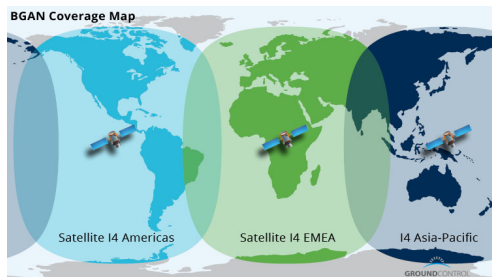 BGAN Coverage Map
Satellite I4 Americas
Satellite I4 EMEA
I4 Asia-Pacific
GROUNDCONTROL